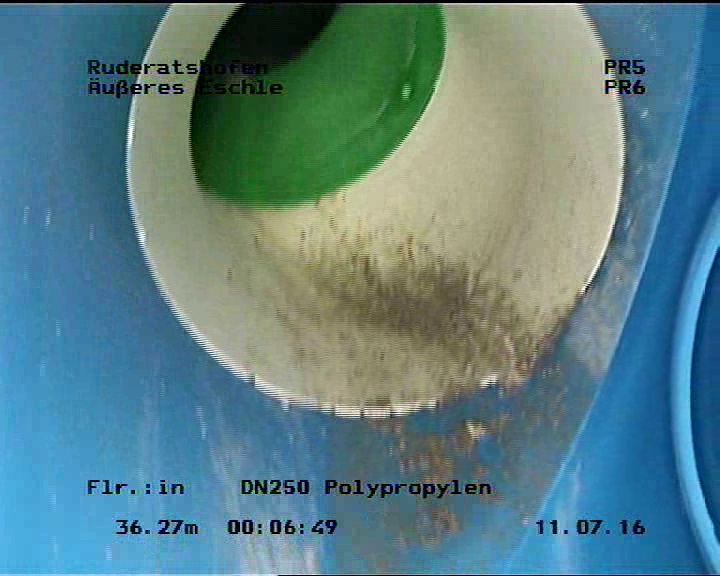 Ruderatshofen PR5
Äußeres Eschle PR6
Flr.:in DN250 Polypropylen
36.27m 00:06:49 11.07.16